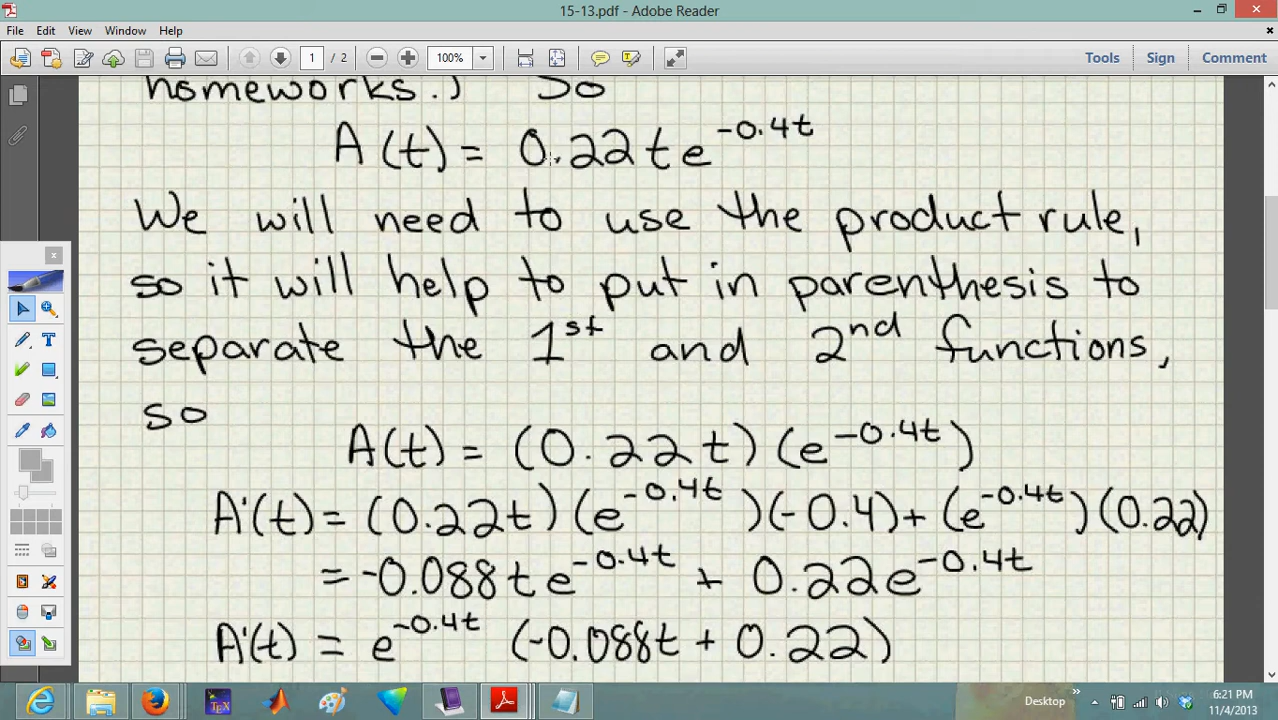 15-13.pdf - Adobe Reader
File Edit View Window Help
1 / 2 100% Tools Sign Comment
homeworks.) So
A(t) = 0.22te^{-0.4t}
We will need to use the product rule,
so it will help to put in parenthesis to
separate the 1^{st} and 2^{nd} functions,
so
A(t) = (0.22t)(e^{-0.4t})
A'(t) = (0.22t)(e^{-0.4t})(-0.4) + (e^{-0.4t})(0.22)
= -0.088te^{-0.4t} + 0.22e^{-0.4t}
A'(t) = e^{-0.4t} (-0.088t + 0.22)
Desktop
6:21 PM
11/4/2013